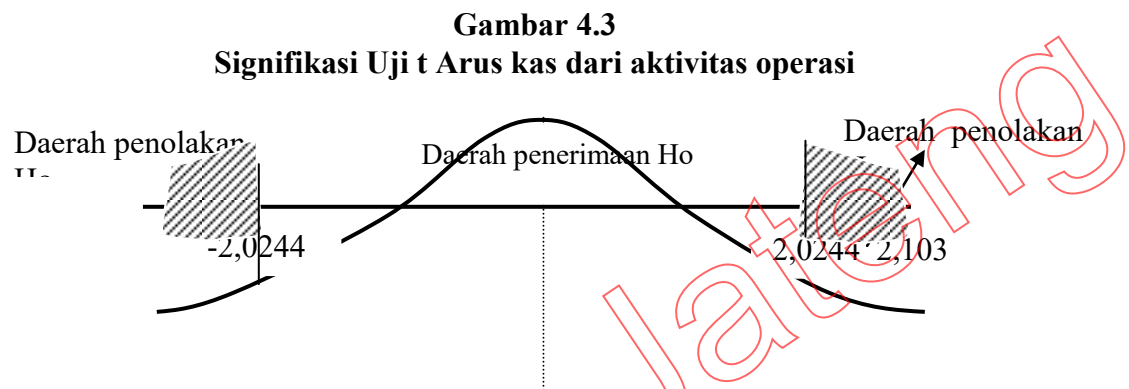 Gambar 4.3
Signifikasi Uji t Arus kas dari aktivitas operasi
Daerah penolakan
Daerah penerimaan Ho
Daerah penolakan
-2,0244
2,0244 2,103
Jateng